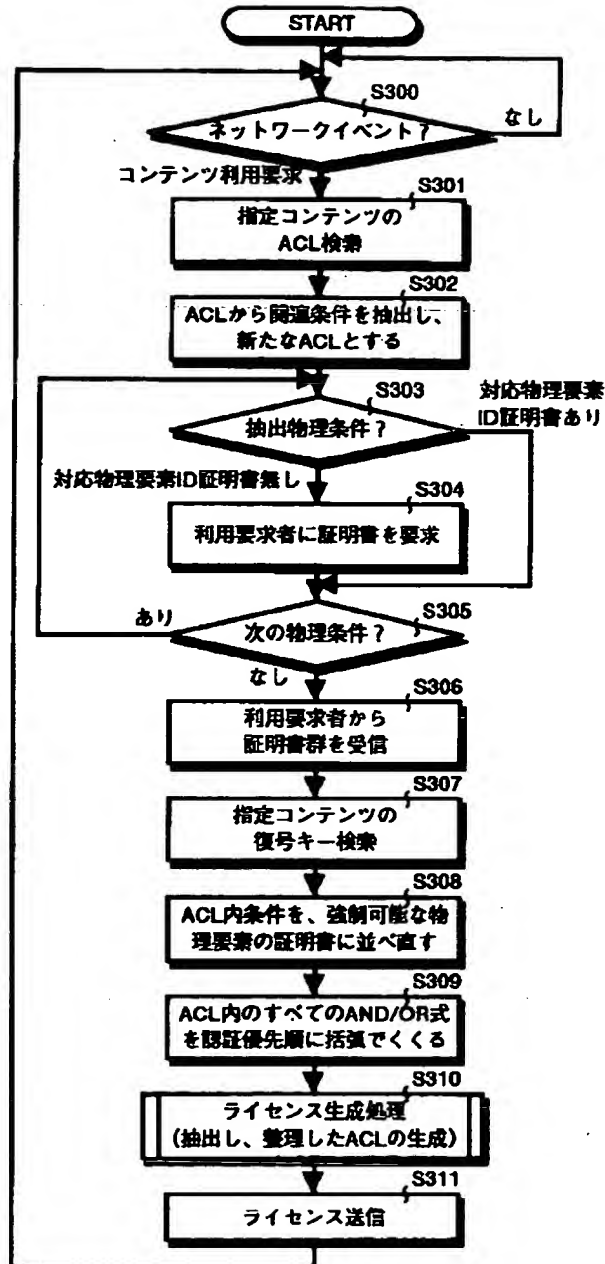 START
S300
ネットワークイベント？
なし
コンテンツ利用要求
S301
指定コンテンツの
ACL検索
S302
ACLから関連条件を抽出し、
新たなACLとする
S303
対応物理要素
ID証明書あり
抽出物理条件？
対応物理要素ID証明書無し
S304
利用要求者に証明書を要求
S305
あり
次の物理条件？
なし
S306
利用要求者から
証明書群を受信
S307
指定コンテンツの
復号キー検索
S308
ACL内条件を、強制可能な物
理要素の証明書に並べ直す
S309
ACL内のすべてのAND/OR式
を認証優先順に括弧でくくる
S310
ライセンス生成処理
（抽出し、整理したACLの生成）
S311
ライセンス送信